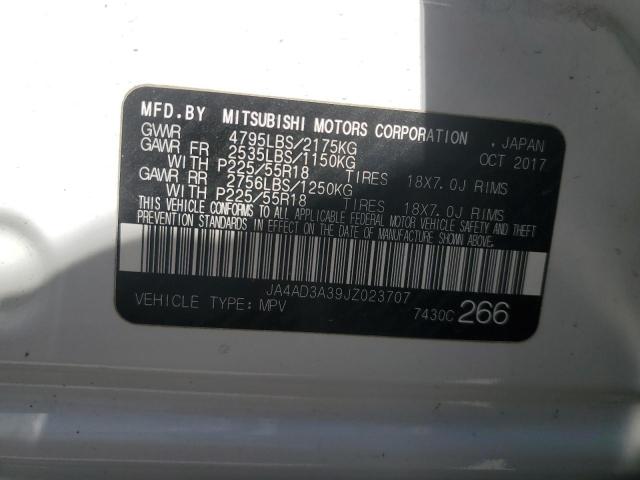 MFD.BY MITSUBISHI MOTORS CORPORATION , JAPAN
GVWR 4795LBS/2175KG OCT 2017
GAWR FR 2535LBS/1150KG
WITH P225/55R18 TIRES 18X7.0J RIMS
GAWR RR 2756LBS/1250KG
WITH P225/55R18 TIRES 18X7.0J RIMS
THIS VEHICLE CONFORMS TO ALL APPLICABLE FEDERAL MOTOR VEHICLE SAFETY AND THEFT
PREVENTION STANDARDS IN EFFECT ON THE DATE OF MANUFACTURE SHOWN ABOVE.
JA4AD3A39JZ023707
VEHICLE TYPE: MPV 7430C 266